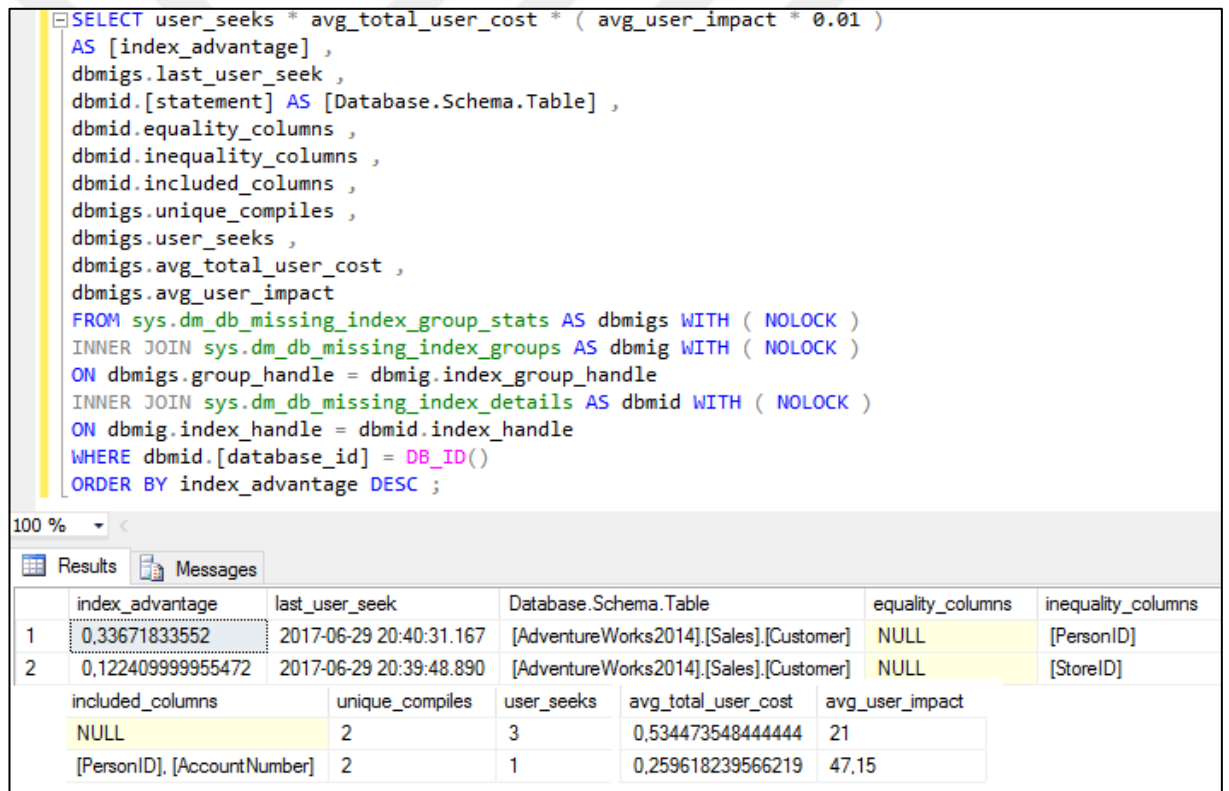 SELECT user_seeks * avg_total_user_cost * ( avg_user_impact * 0.01 )
AS [index_advantage] ,
dbmigs.last_user_seek ,
dbmid.[statement] AS [Database.Schema.Table] ,
dbmid.equality_columns ,
dbmid.inequality_columns ,
dbmid.included_columns ,
dbmigs.unique_compiles ,
dbmigs.user_seeks ,
dbmigs.avg_total_user_cost ,
dbmigs.avg_user_impact
FROM sys.dm_db_missing_index_group_stats AS dbmigs WITH ( NOLOCK )
INNER JOIN sys.dm_db_missing_index_groups AS dbmig WITH ( NOLOCK )
ON dbmigs.group_handle = dbmig.index_group_handle
INNER JOIN sys.dm_db_missing_index_details AS dbmid WITH ( NOLOCK )
ON dbmig.index_handle = dbmid.index_handle
WHERE dbmid.[database_id] = DB_ID()
ORDER BY index_advantage DESC ;
100 %
Results Messages
index_advantage last_user_seek Database.Schema.Table equality_columns inequality_columns
1 0,33671833552 2017-06-29 20:40:31.167 [AdventureWorks2014].[Sales].[Customer] NULL [PersonID]
2 0,122409999955472 2017-06-29 20:39:48.890 [AdventureWorks2014].[Sales].[Customer] NULL [StoreID]
included_columns unique_compiles user_seeks avg_total_user_cost avg_user_impact
NULL 2 3 0,534473548444444 21
[PersonID], [AccountNumber] 2 1 0,259618239566219 47,15